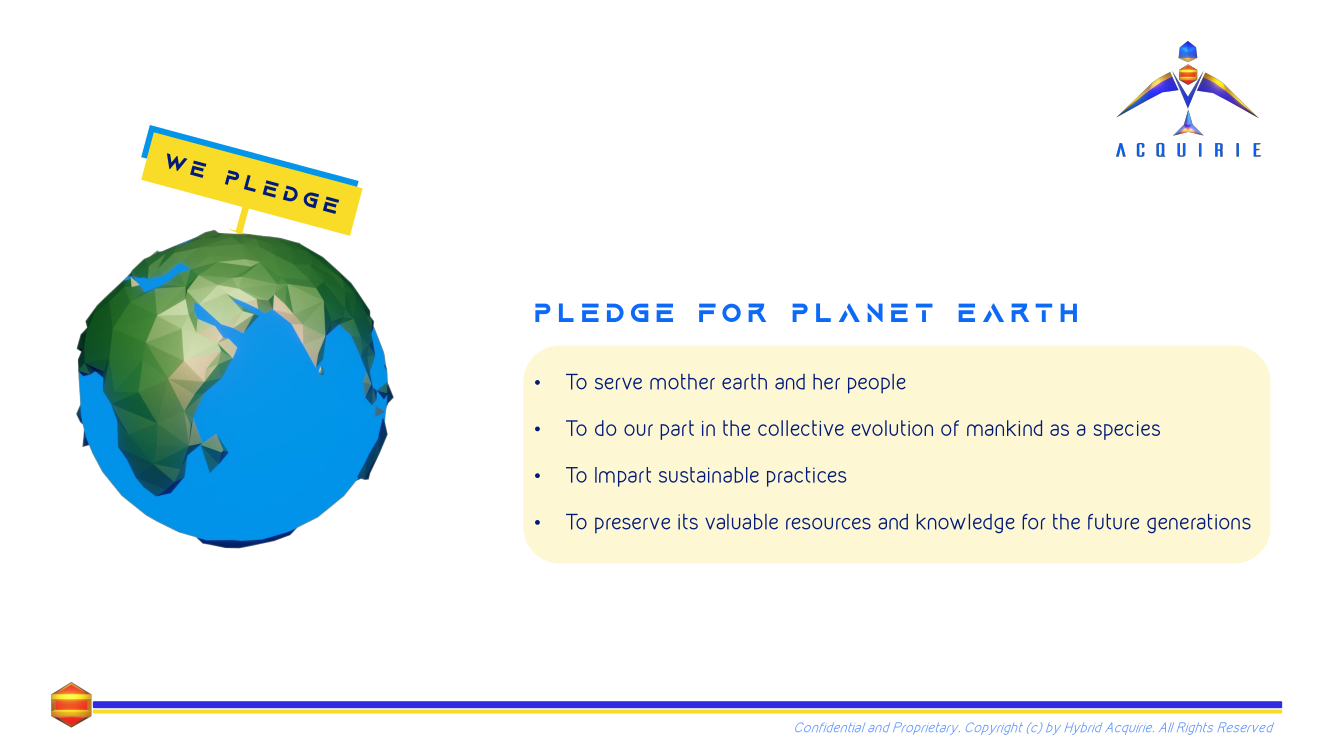 ACQUIRIE
WE PLEDGE
PLEDGE FOR PLANET EARTH
• To serve mother earth and her people
• To do our part in the collective evolution of mankind as a species
• To Impart sustainable practices
• To preserve its valuable resources and knowledge for the future generations
Confidential and Proprietary. Copyright (c) by Hybrid Acquirie. All Rights Reserved